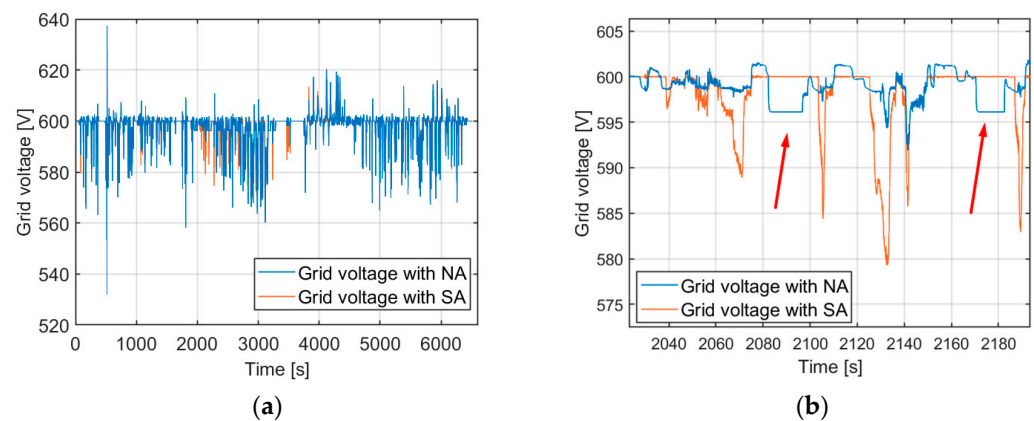 640
620
600
580
560
540
520
Grid voltage [V]
Grid voltage with NA
Grid voltage with SA
0 1000 2000 3000 4000 5000 6000
Time [s]
(a)
605
600
595
590
585
580
575
Grid voltage [V]
Grid voltage with NA
Grid voltage with SA
2040 2060 2080 2100 2120 2140 2160 2180
Time [s]
(b)